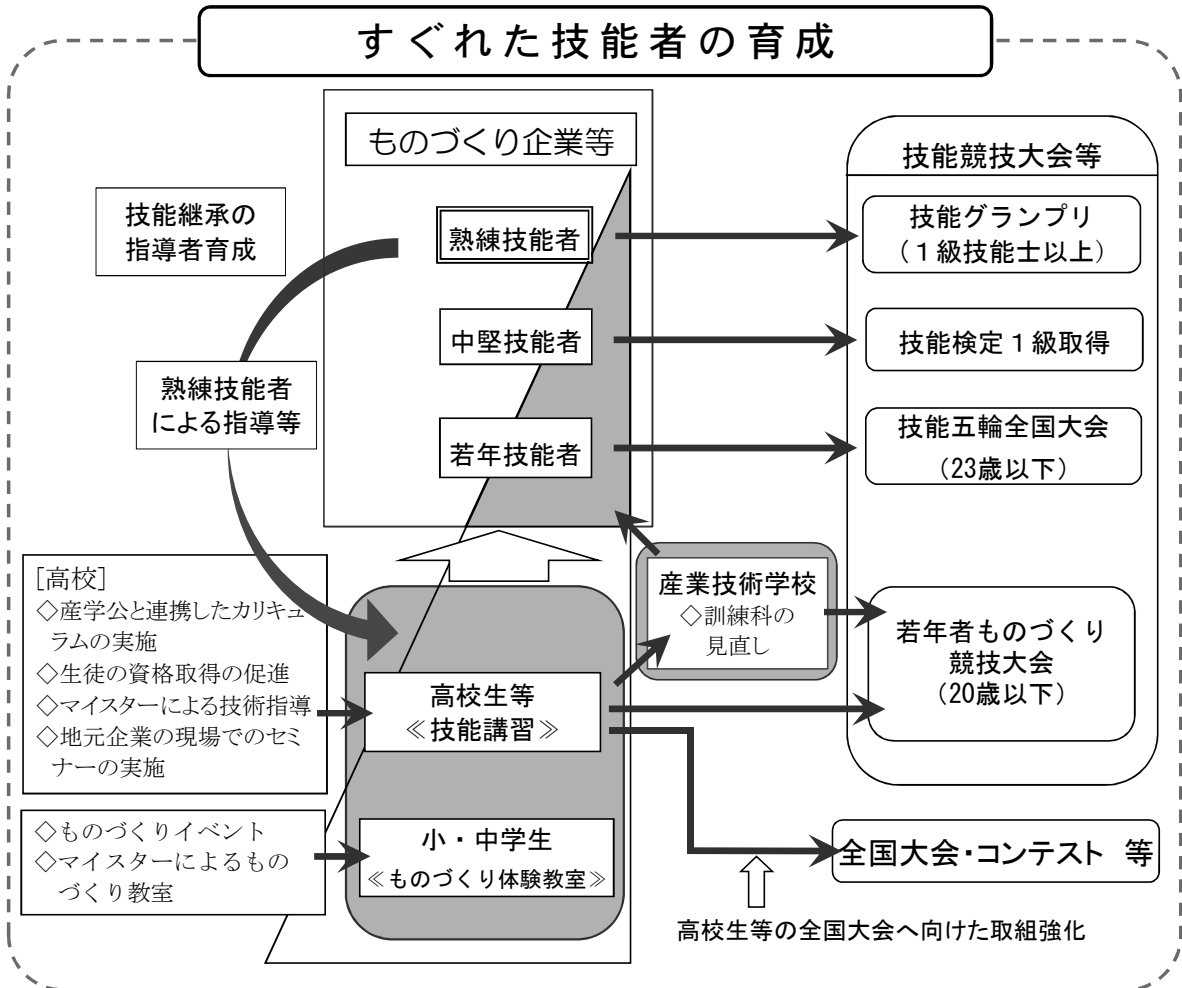 すぐれた技能者の育成
ものづくり企業等
技能継承の
指導者育成
熟練技能者
中堅技能者
若年技能者
熟練技能者
による指導等
技能競技大会等
技能グランプリ
（１級技能士以上）
技能検定１級取得
技能五輪全国大会
（23歳以下）
若年者ものづくり
競技大会
（20歳以下）
産業技術学校
◇訓練科の
見直し
[高校]
◇産学公と連携したカリキュ
ラムの実施
◇生徒の資格取得の促進
◇マイスターによる技術指導
◇地元企業の現場でのセミ
ナーの実施
高校生等
≪技能講習≫
◇ものづくりイベント
◇マイスターによるもの
づくり教室
小・中学生
≪ものづくり体験教室≫
全国大会・コンテスト 等
高校生等の全国大会へ向けた取組強化